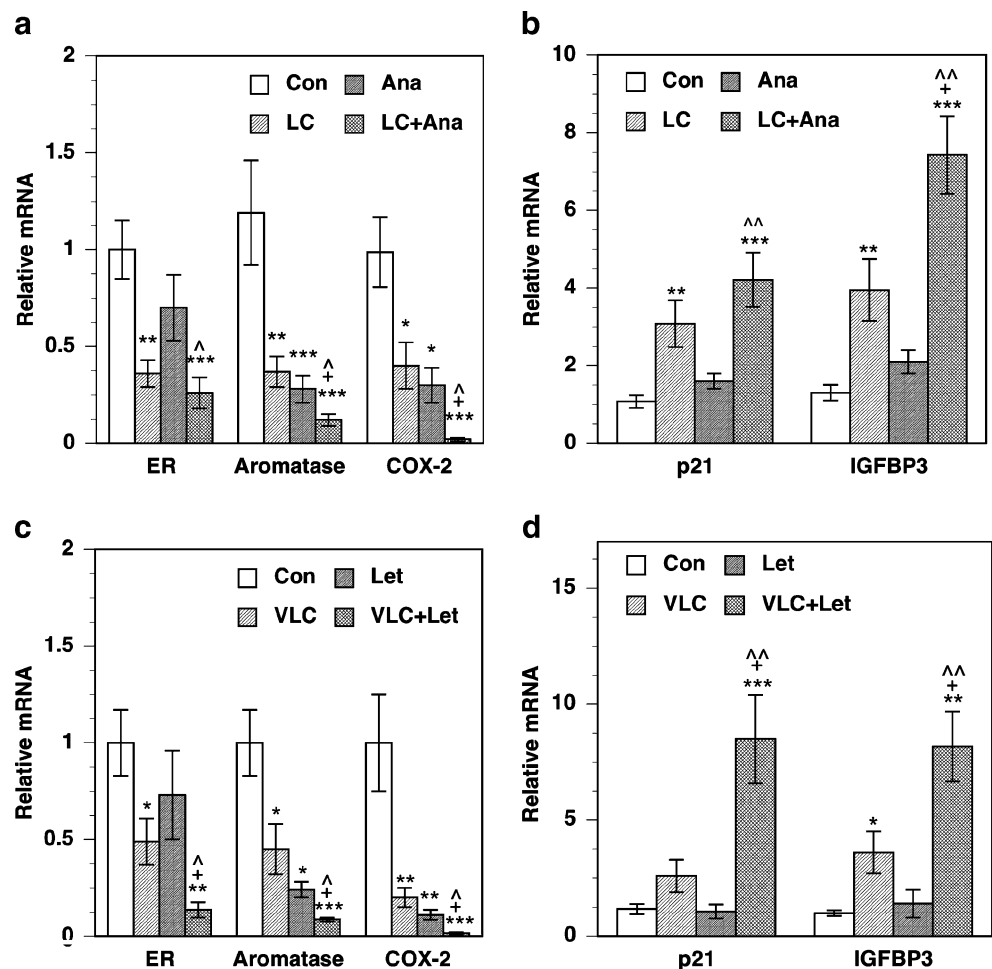 a
2
1.5
1
0.5
0
Relative mRNA
Con Ana
LC LC+Ana
** *** ^
** *** ^ + ***
* * ^ + ***
ER Aromatase COX-2
b
10
8
6
4
2
0
Relative mRNA
Con Ana
LC LC+Ana
** ^^ ***
** ^^ + ***
p21 IGFBP3
c
2
1.5
1
0.5
0
Relative mRNA
Con Let
VLC VLC+Let
* ^ + **
* * ^ + ***
** ** ^ + ***
ER Aromatase COX-2
d
15
10
5
0
Relative mRNA
Con Let
VLC VLC+Let
^^ + ***
* ^^ + **
p21 IGFBP3